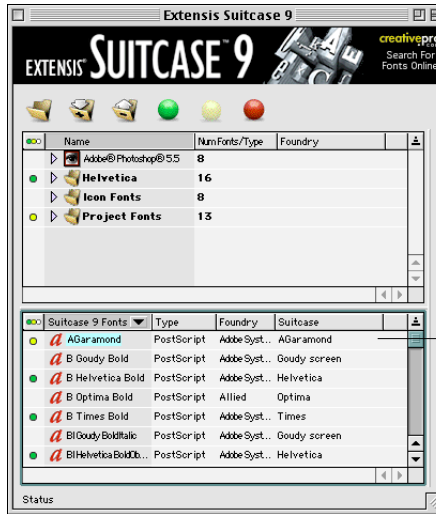 Extensis Suitcase 9
EXTENSIS® SUITCASE™ 9
creativepro
Search For
Fonts Online
Name Num Fonts/Type Foundry
Adobe® Photoshop® 5.5 8
Helvetica 16
Icon Fonts 8
Project Fonts 13
Suitcase 9 Fonts Type Foundry Suitcase
a AGaramond PostScript Adobe Syst... AGaramond
a B Goudy Bold PostScript Adobe Syst... Goudy screen
a B Helvetica Bold PostScript Adobe Syst... Helvetica
a B Optima Bold PostScript Allied Optima
a B Times Bold PostScript Adobe Syst... Times
a BI Goudy BoldItalic PostScript Adobe Syst... Goudy screen
a BI Helvetica BoldOb... PostScript Adobe Syst... Helvetica
Status